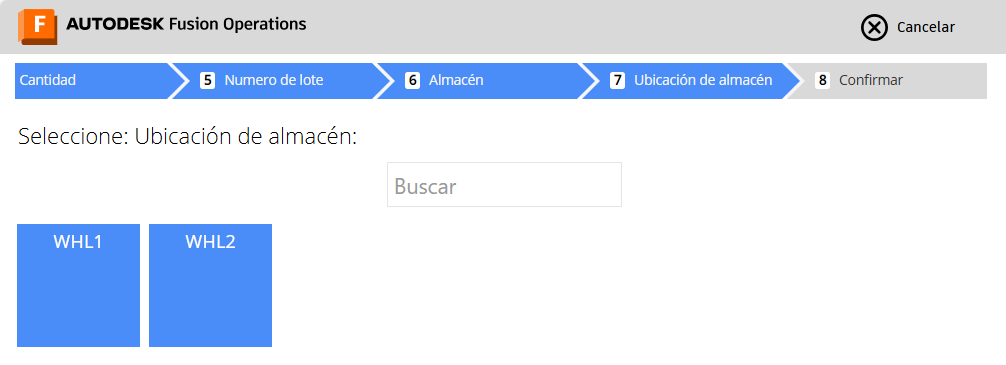 F AUTODESK Fusion Operations Cancelar
Cantidad 5 Numero de lote 6 Almacén 7 Ubicación de almacén 8 Confirmar
Seleccione: Ubicación de almacén:
Buscar
WHL1 WHL2